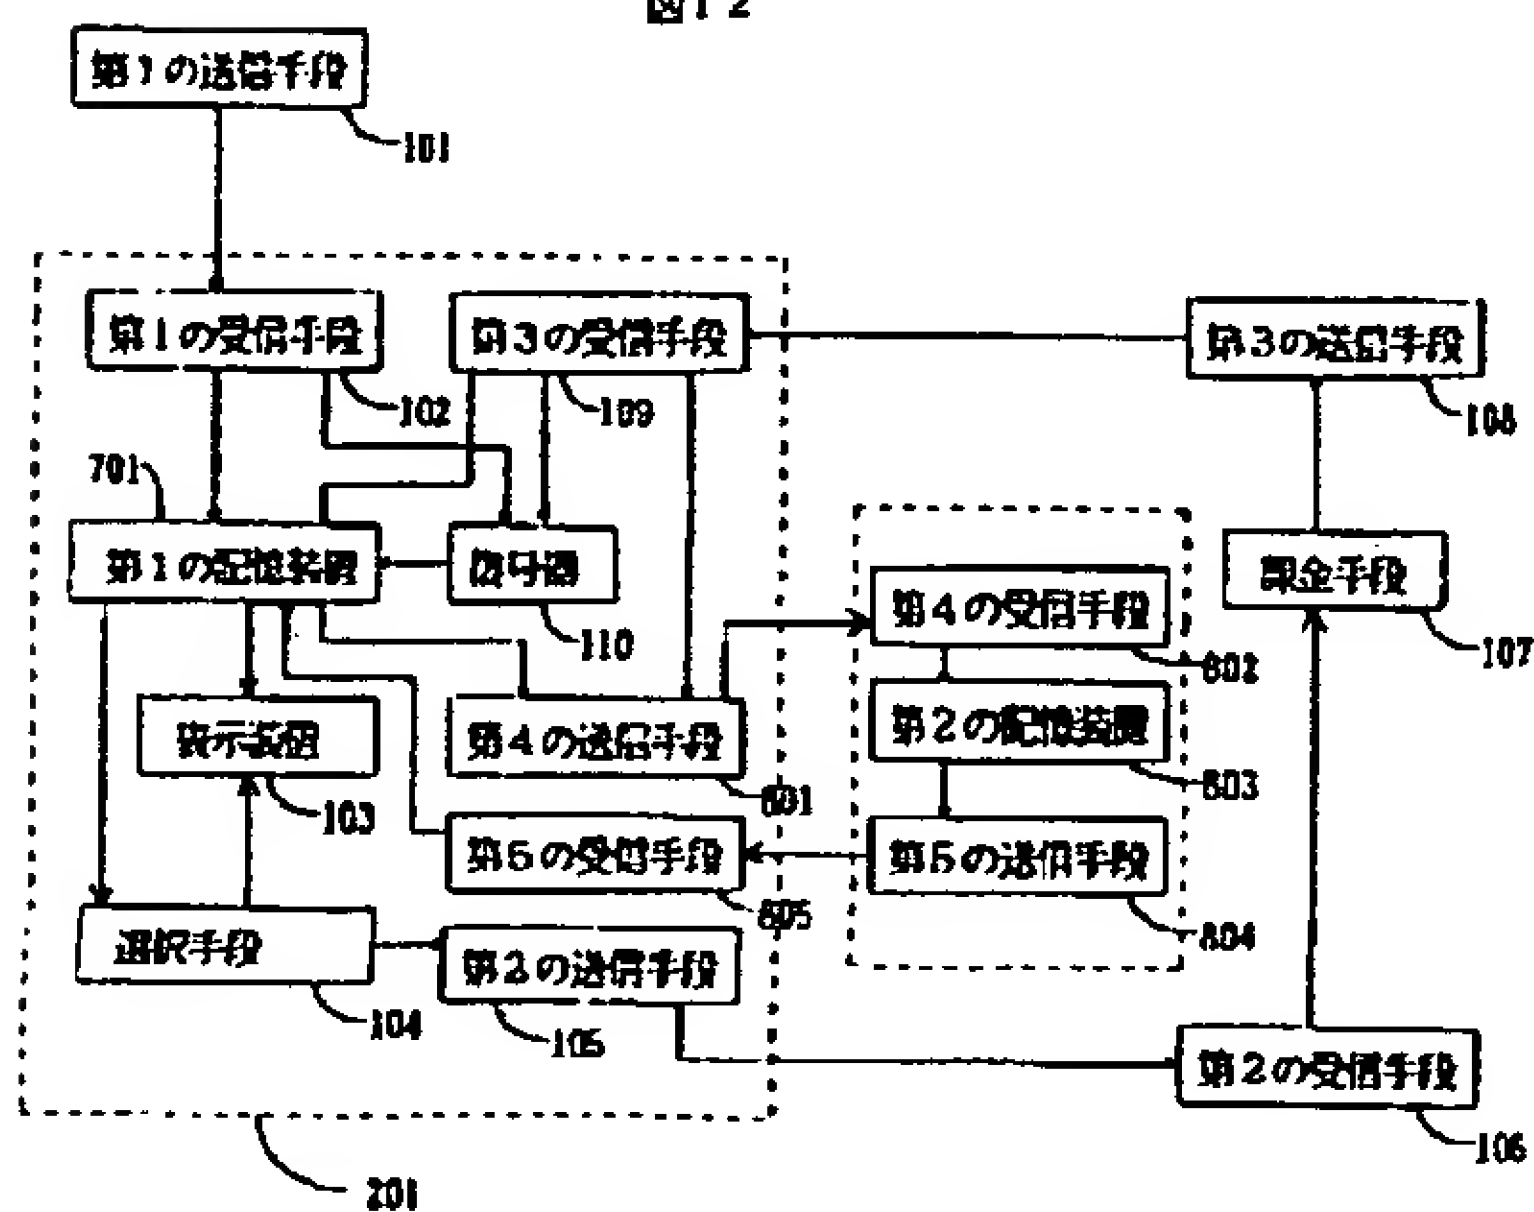 図12
第1の送信手段
101
第1の受信手段
102
第3の受信手段
109
第3の送信手段
108
701
第1の記憶装置
復号器
110
課金手段
107
第4の受信手段
802
第2の記憶装置
803
表示装置
103
第4の送信手段
801
第5の受信手段
805
第5の送信手段
804
選択手段
104
第2の送信手段
105
第2の受信手段
106
201